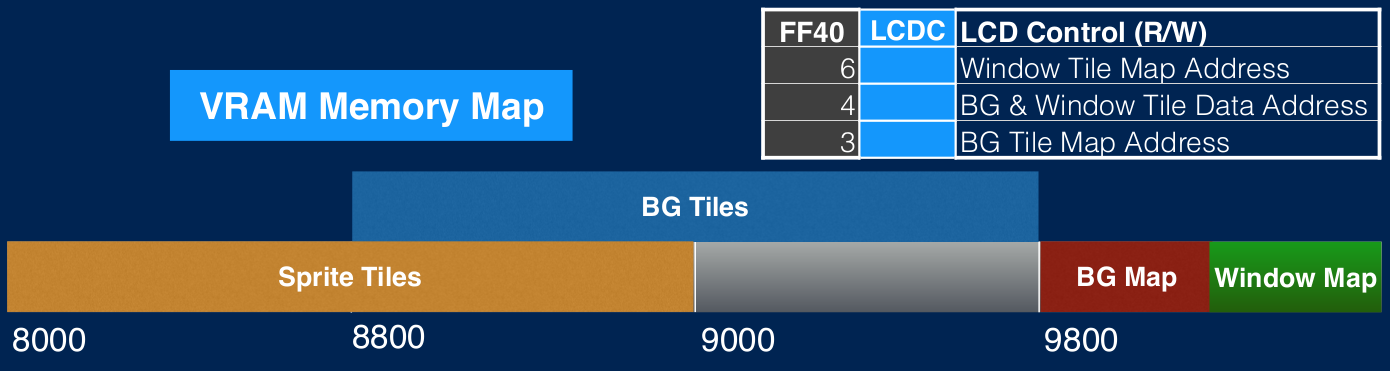 FF40 LCDC LCD Control (R/W)
6 Window Tile Map Address
4 BG & Window Tile Data Address
3 BG Tile Map Address
VRAM Memory Map
BG Tiles
Sprite Tiles BG Map Window Map
8000 8800 9000 9800